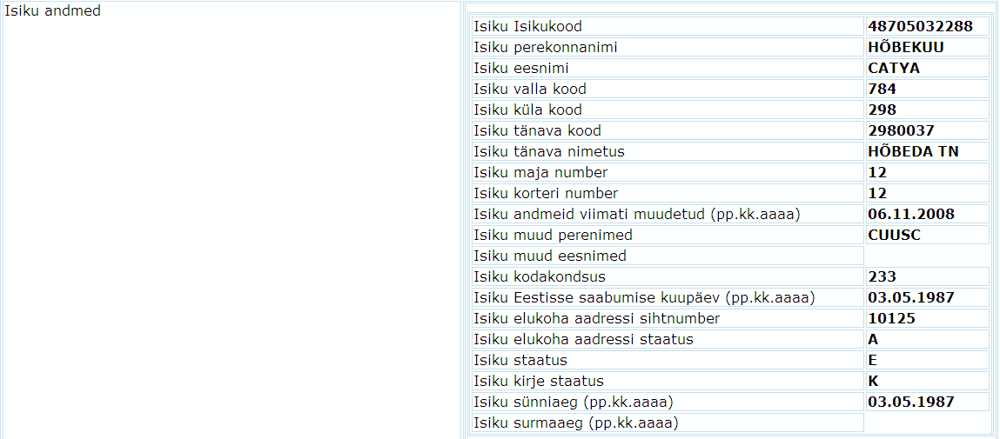 Isiku andmed
Isiku Isikukood 48705032288
Isiku perekonnanimi HÕBEKUU
Isiku eesnimi CATYA
Isiku valla kood 784
Isiku küla kood 298
Isiku tänava kood 2980037
Isiku tänava nimetus HÕBEDA TN
Isiku maja number 12
Isiku korteri number 12
Isiku andmeid viimati muudetud (pp.kk.aaaa) 06.11.2008
Isiku muud perenimed CUUSC
Isiku muud eesnimed
Isiku kodakondsus 233
Isiku Eestisse saabumise kuupäev (pp.kk.aaaa) 03.05.1987
Isiku elukoha aadressi sihtnumber 10125
Isiku elukoha aadressi staatus A
Isiku staatus E
Isiku kirje staatus K
Isiku sünniaeg (pp.kk.aaaa) 03.05.1987
Isiku surmaaeg (pp.kk.aaaa)